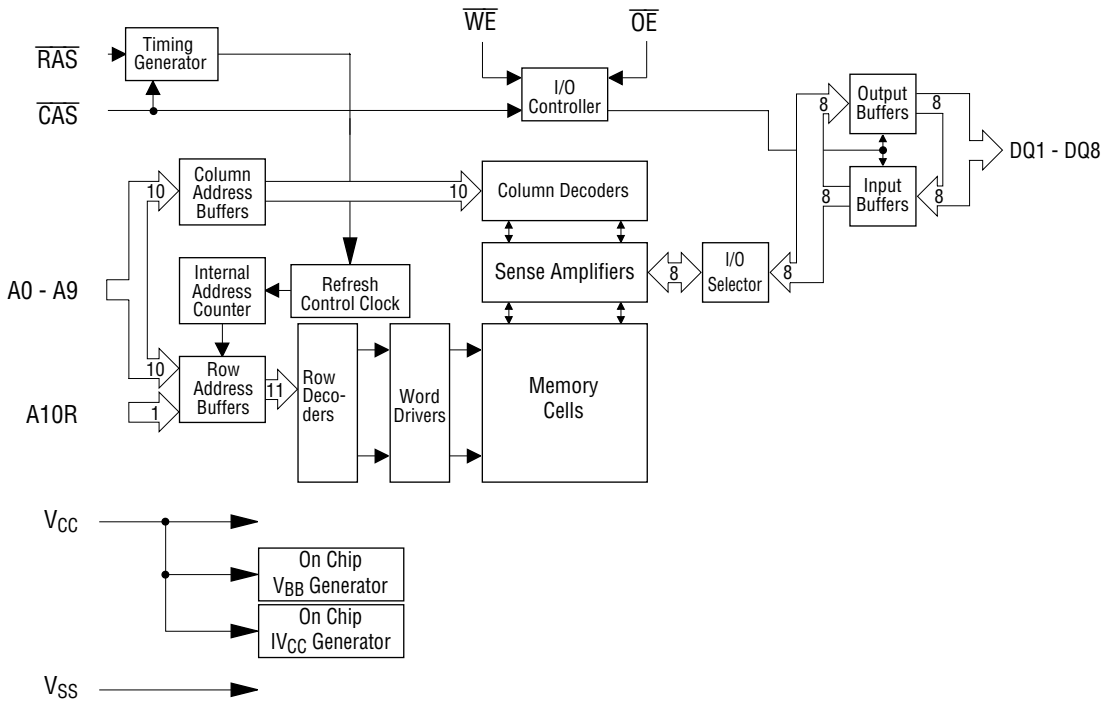 RAS
Timing
Generator
WE
OE
CAS
I/O
Controller
8
Output
Buffers
8
DQ1 - DQ8
Input
Buffers
8
8
10
Column
Address
Buffers
10
Column Decoders
Sense Amplifiers
8
I/O
Selector
8
A0 - A9
Internal
Address
Counter
Refresh
Control Clock
10
Row
Address
Buffers
11
Row
Deco-
ders
Word
Drivers
Memory
Cells
A10R
1
VCC
On Chip
VBB Generator
On Chip
IVCC Generator
VSS